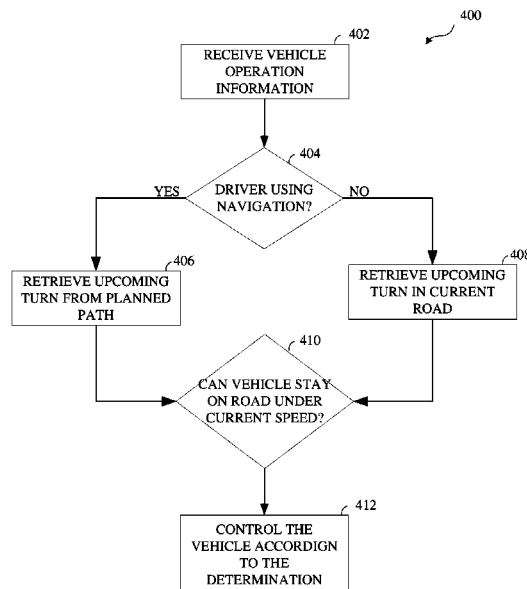 402
400
RECEIVE VEHICLE
OPERATION
INFORMATION
404
YES
DRIVER USING
NAVIGATION?
NO
406
RETRIEVE UPCOMING
TURN FROM PLANNED
PATH
408
RETRIEVE UPCOMING
TURN IN CURRENT
ROAD
410
CAN VEHICLE STAY
ON ROAD UNDER
CURRENT SPEED?
412
CONTROL THE
VEHICLE ACCORDIGN
TO THE
DETERMINATION